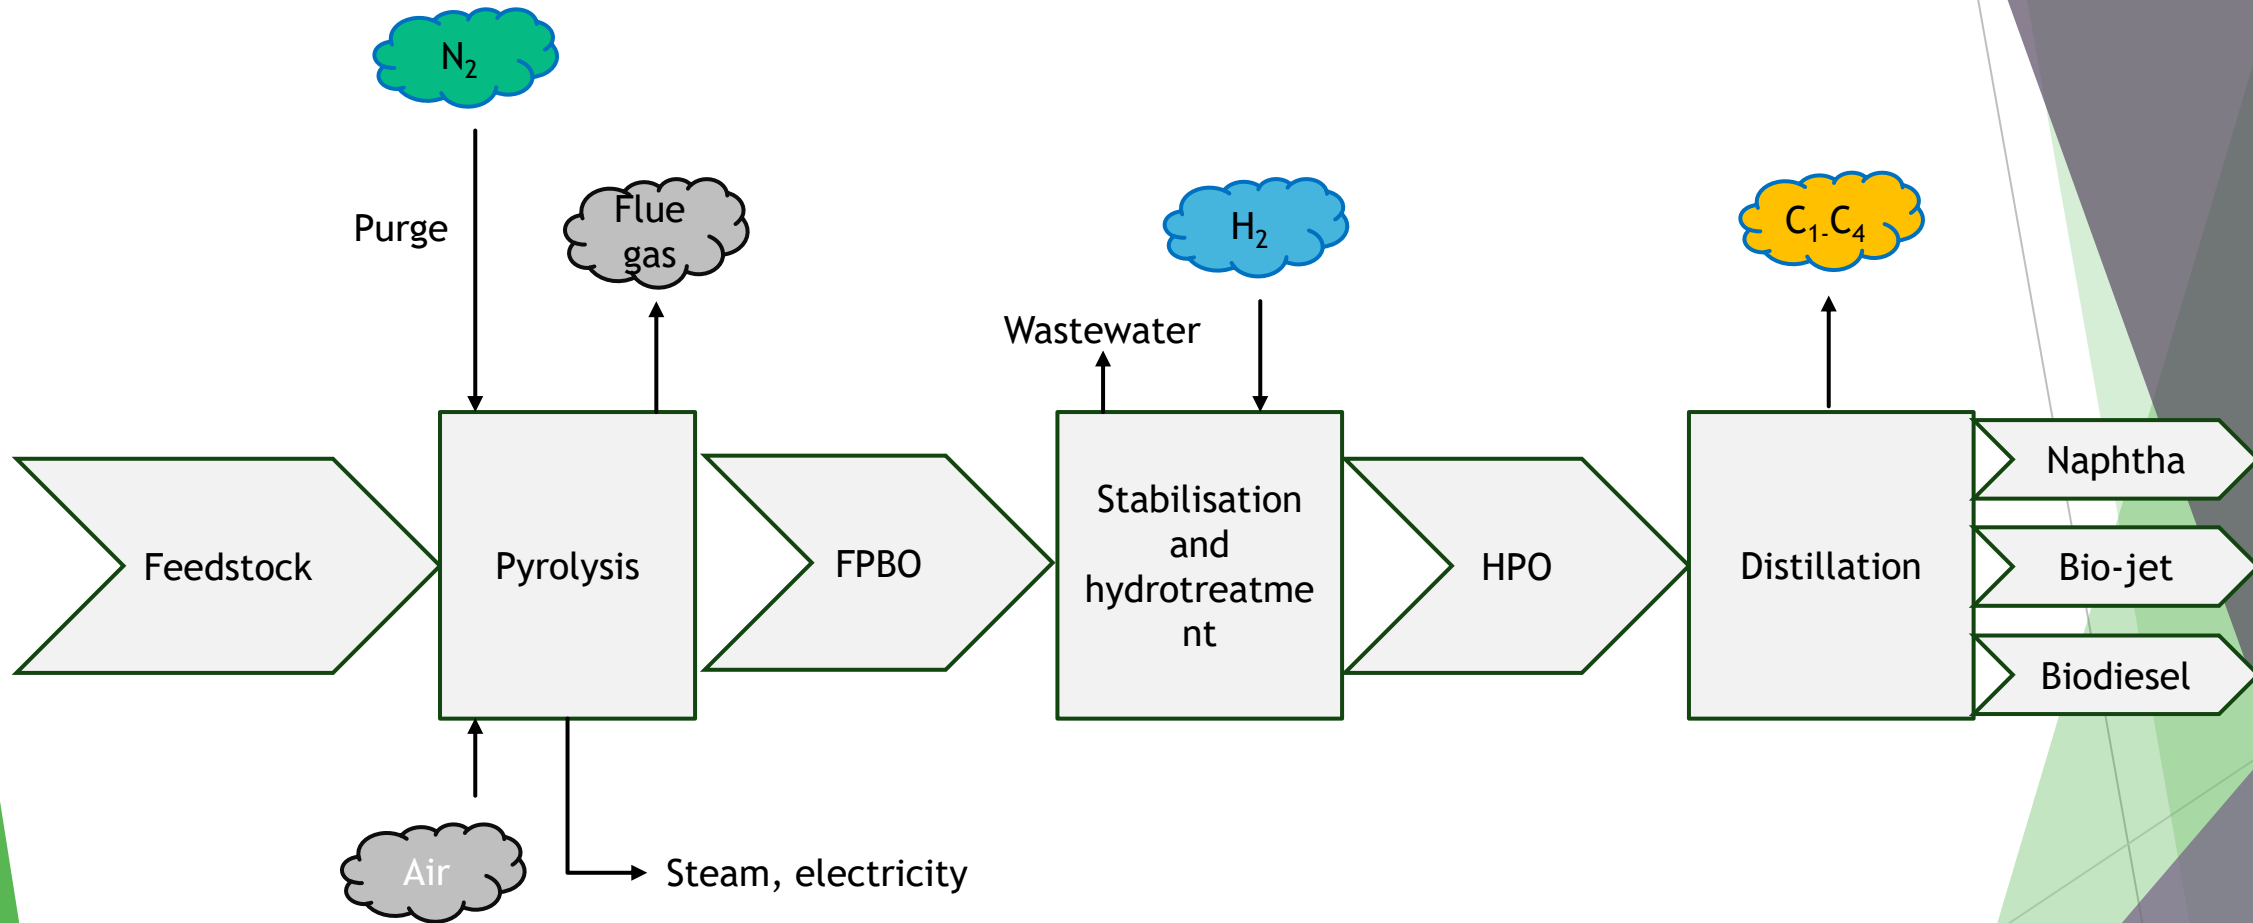 N₂
Purge
Flue
gas
H₂
C₁₋C₄
Wastewater
Feedstock
Pyrolysis
FPBO
Stabilisation
and
hydrotreatme
nt
HPO
Distillation
Naphtha
Bio-jet
Biodiesel
Air
Steam, electricity